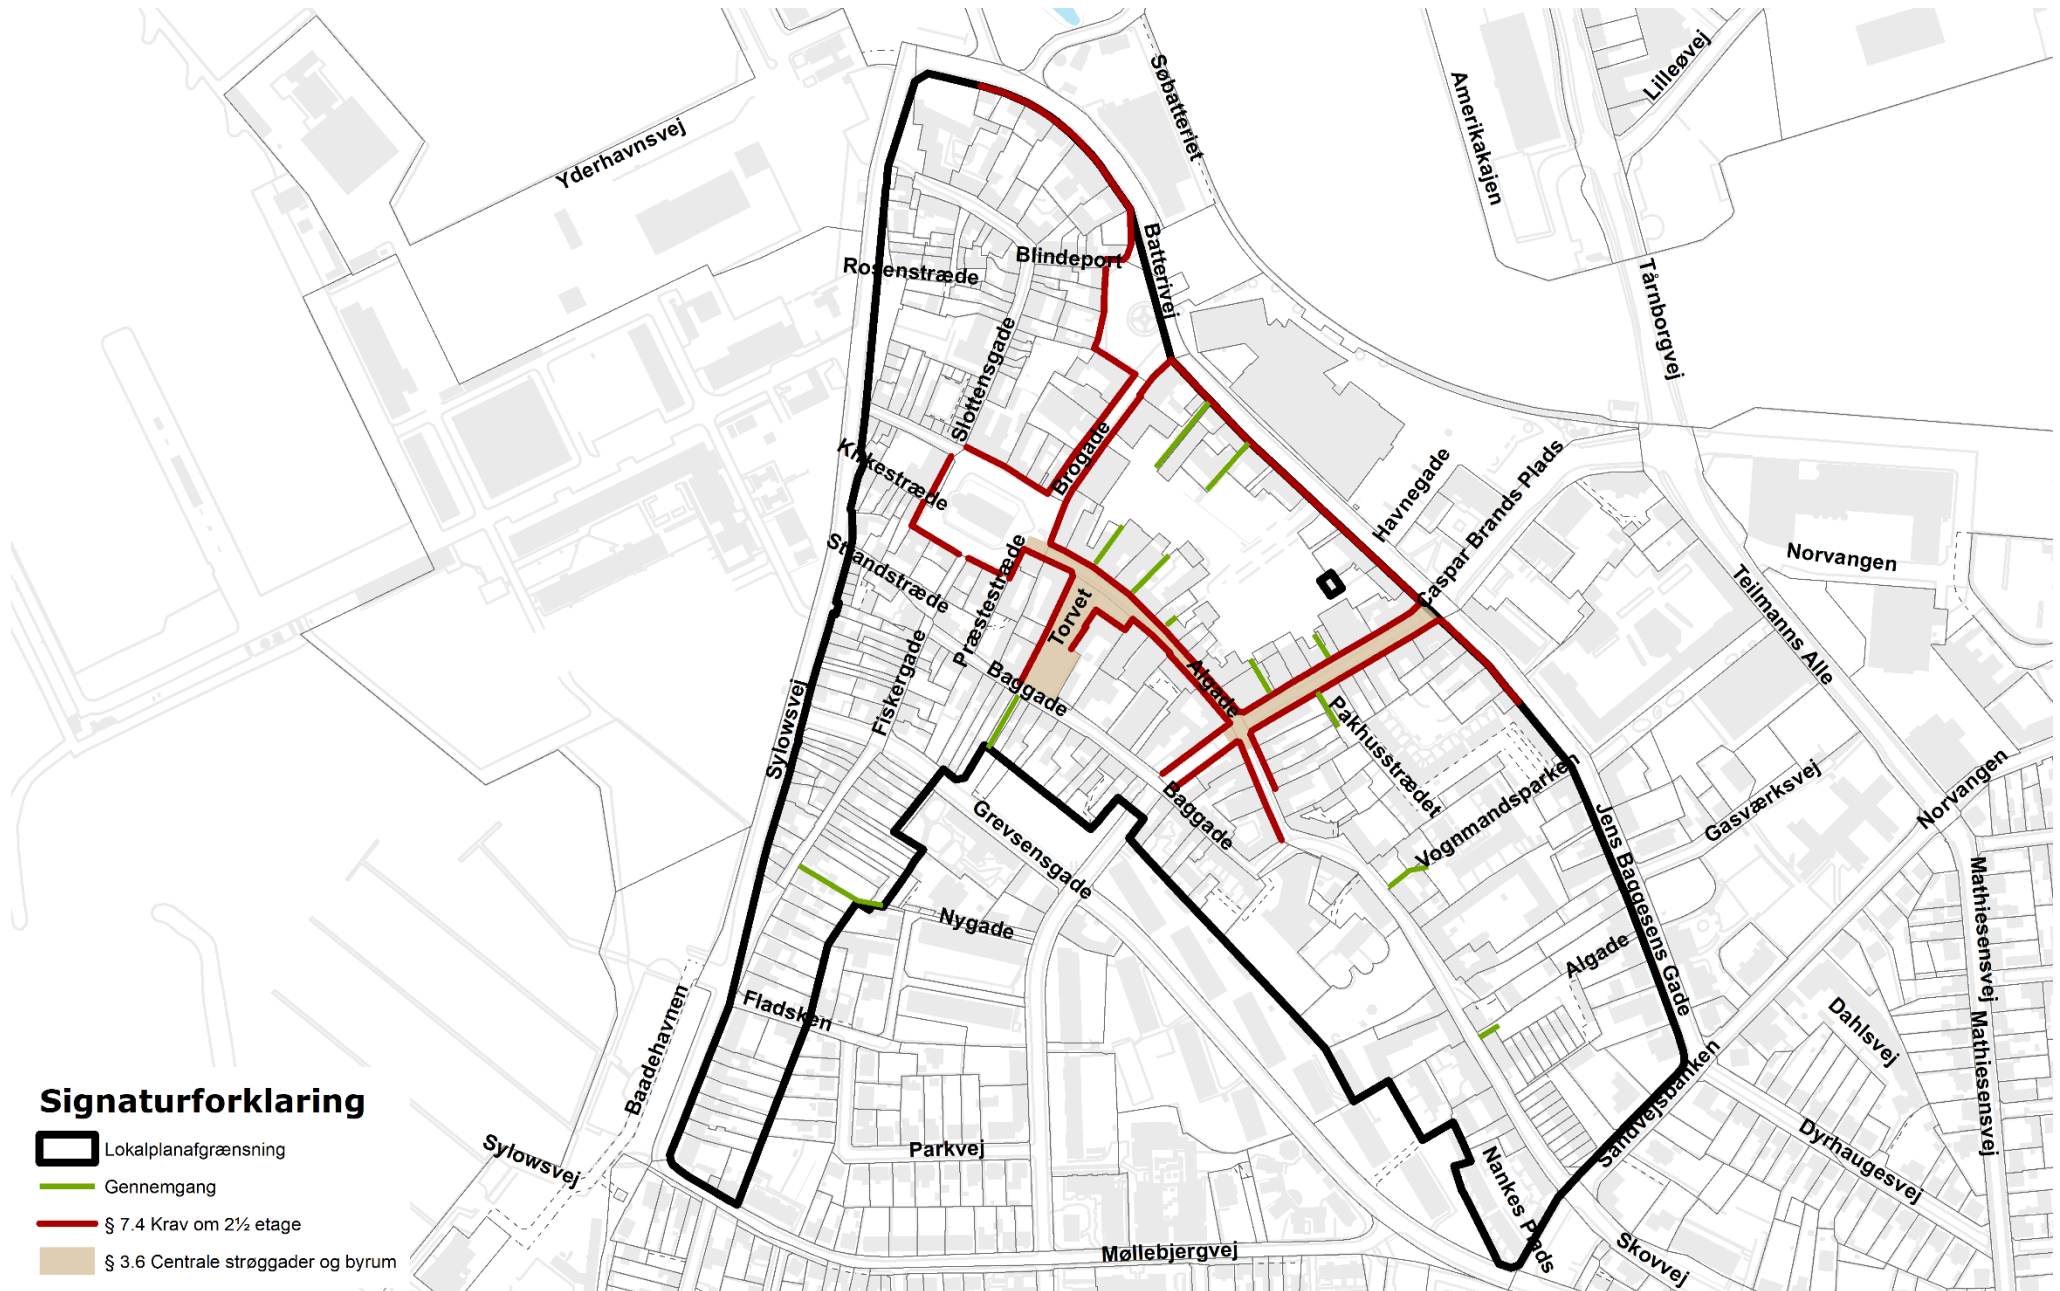 Søbatteriet
Lilleøvj
Amerikakajen
Yderhavnsvej
Batterivej
Blindeport
Rosenstræde
Tårnborgvej
Slottensgade
Brogade
Kirkestræde
Havnegade
Caspar Brands Plads
Norvangen
Strandstræde
Præstestræde
Torvet
Teilmanns Alle
Fiskergade
Baggade
Algade
Sylowsvej
Pakhusstrædet
Vognmandsparken
Gasværksvej
Norvangen
Baggade
Grevsensgade
Jens Baggesens Gade
Nygade
Algade
Mathiesensvej
Mathiesensvej
Fladsken
Dahlsvej
Baadehavnen
Sandvejsbanken
Dyrhaugesvej
Parkvej
Sylowsvej
Nankes Plads
Møllebjergvej
Skovvej
Signaturforklaring
Lokalplanafgrænsning
Gennemgang
§ 7.4 Krav om 2½ etage
§ 3.6 Centrale strøggader og byrum